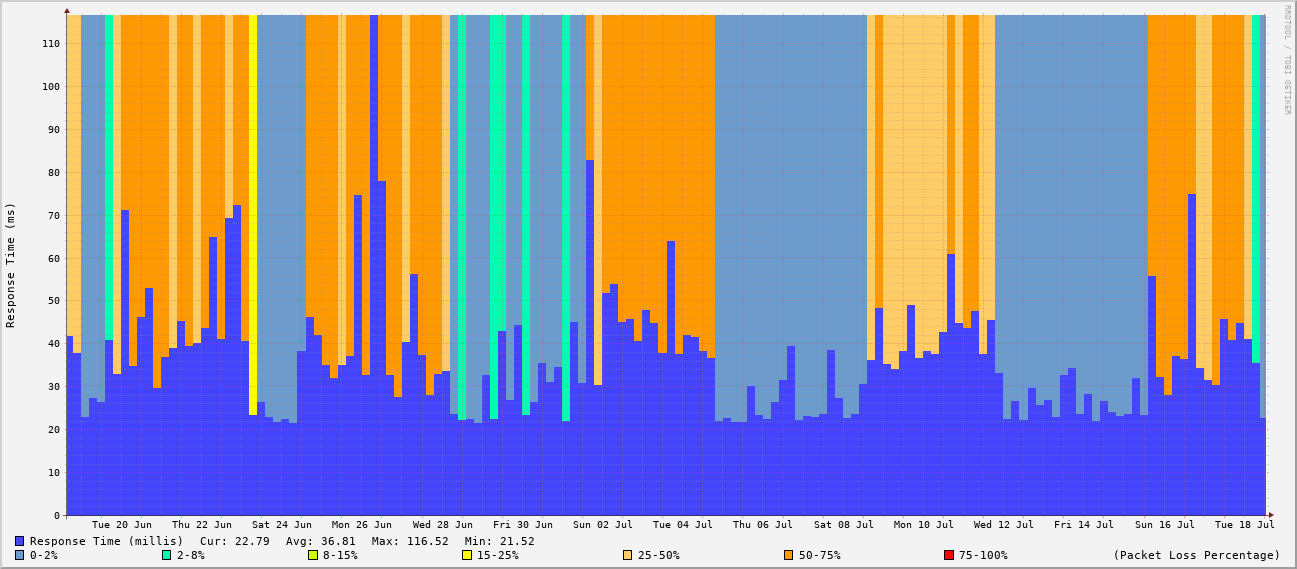 RRDTOOL / TOBI OETIKER
Response Time (ms)
110
100
90
80
70
60
50
40
30
20
10
0
Tue 20 Jun Thu 22 Jun Sat 24 Jun Mon 26 Jun Wed 28 Jun Fri 30 Jun Sun 02 Jul Tue 04 Jul Thu 06 Jul Sat 08 Jul Mon 10 Jul Wed 12 Jul Fri 14 Jul Sun 16 Jul Tue 18 Jul
Response Time (millis) Cur: 22.79 Avg: 36.81 Max: 116.52 Min: 21.52
0-2% 2-8% 8-15% 15-25% 25-50% 50-75% 75-100% (Packet Loss Percentage)